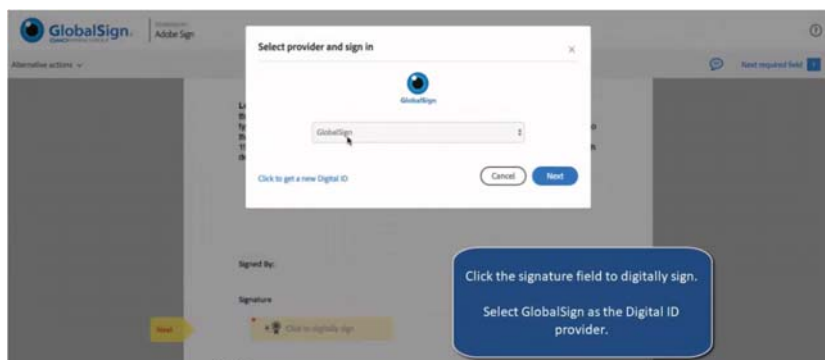 GlobalSign.
Adobe Sign
Alternative actions
Next required field
Select provider and sign in
GlobalSign
GlobalSign
Click to get a new Digital ID
Cancel
Next
Signed By:
Signature
Next
* Click to digitally sign
Click the signature field to digitally sign.
Select GlobalSign as the Digital ID
provider.